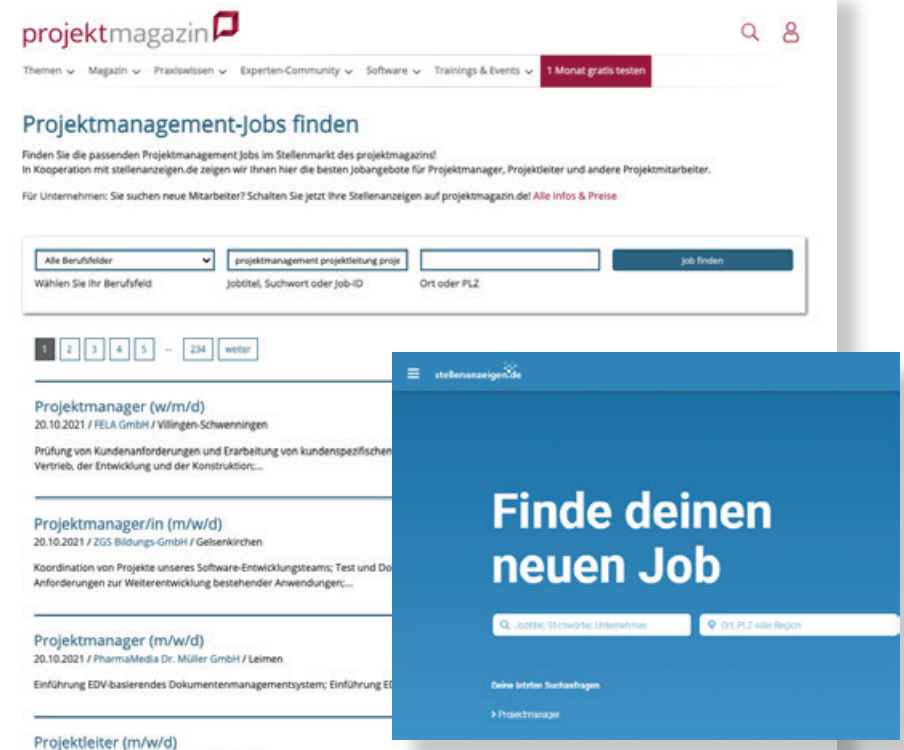 projektmagazin
Themen Magazin Praxiswissen Experten-Community Software Trainings & Events 1 Monat gratis testen
Projektmanagement-Jobs finden
Finden Sie die passenden Projektmanagement Jobs im Stellenmarkt des projektmagazins!
In Kooperation mit stellenanzeigen.de zeigen wir Ihnen hier die besten Jobangebote für Projektmanager, Projektleiter und andere Projektmitarbeiter.
Für Unternehmen: Sie suchen neue Mitarbeiter? Schalten Sie jetzt Ihre Stellenanzeigen auf projektmagazin.de! Alle Infos & Preise
Alle Berufsfelder projektmanagement projektleitung proje Job finden
Wählen Sie Ihr Berufsfeld Jobtitel, Suchwort oder Job-ID Ort oder PLZ
1 2 3 4 5 ... 234 weiter
Projektmanager (w/m/d)
20.10.2021 / FELA GmbH / Villingen-Schwenningen
Prüfung von Kundenanforderungen und Erarbeitung von kundenspezifischen
Vertrieb, der Entwicklung und der Konstruktion;...
Projektmanager/in (m/w/d)
20.10.2021 / ZGS Bildungs-GmbH / Gelsenkirchen
Koordination von Projekte unseres Software-Entwicklungsteams; Test und Do
Anforderungen zur Weiterentwicklung bestehender Anwendungen;...
Projektmanager (m/w/d)
20.10.2021 / PharmaMedia Dr. Müller GmbH / Leimen
Einführung EDV-basierendes Dokumentenmanagementsystem; Einführung ED
Projektleiter (m/w/d)
stellenanzeigen.de
Finde deinen
neuen Job
Jobtitel, Stichwörter, Unternehmen Ort, PLZ oder Region
Deine letzten Suchanfragen
Projektmanager